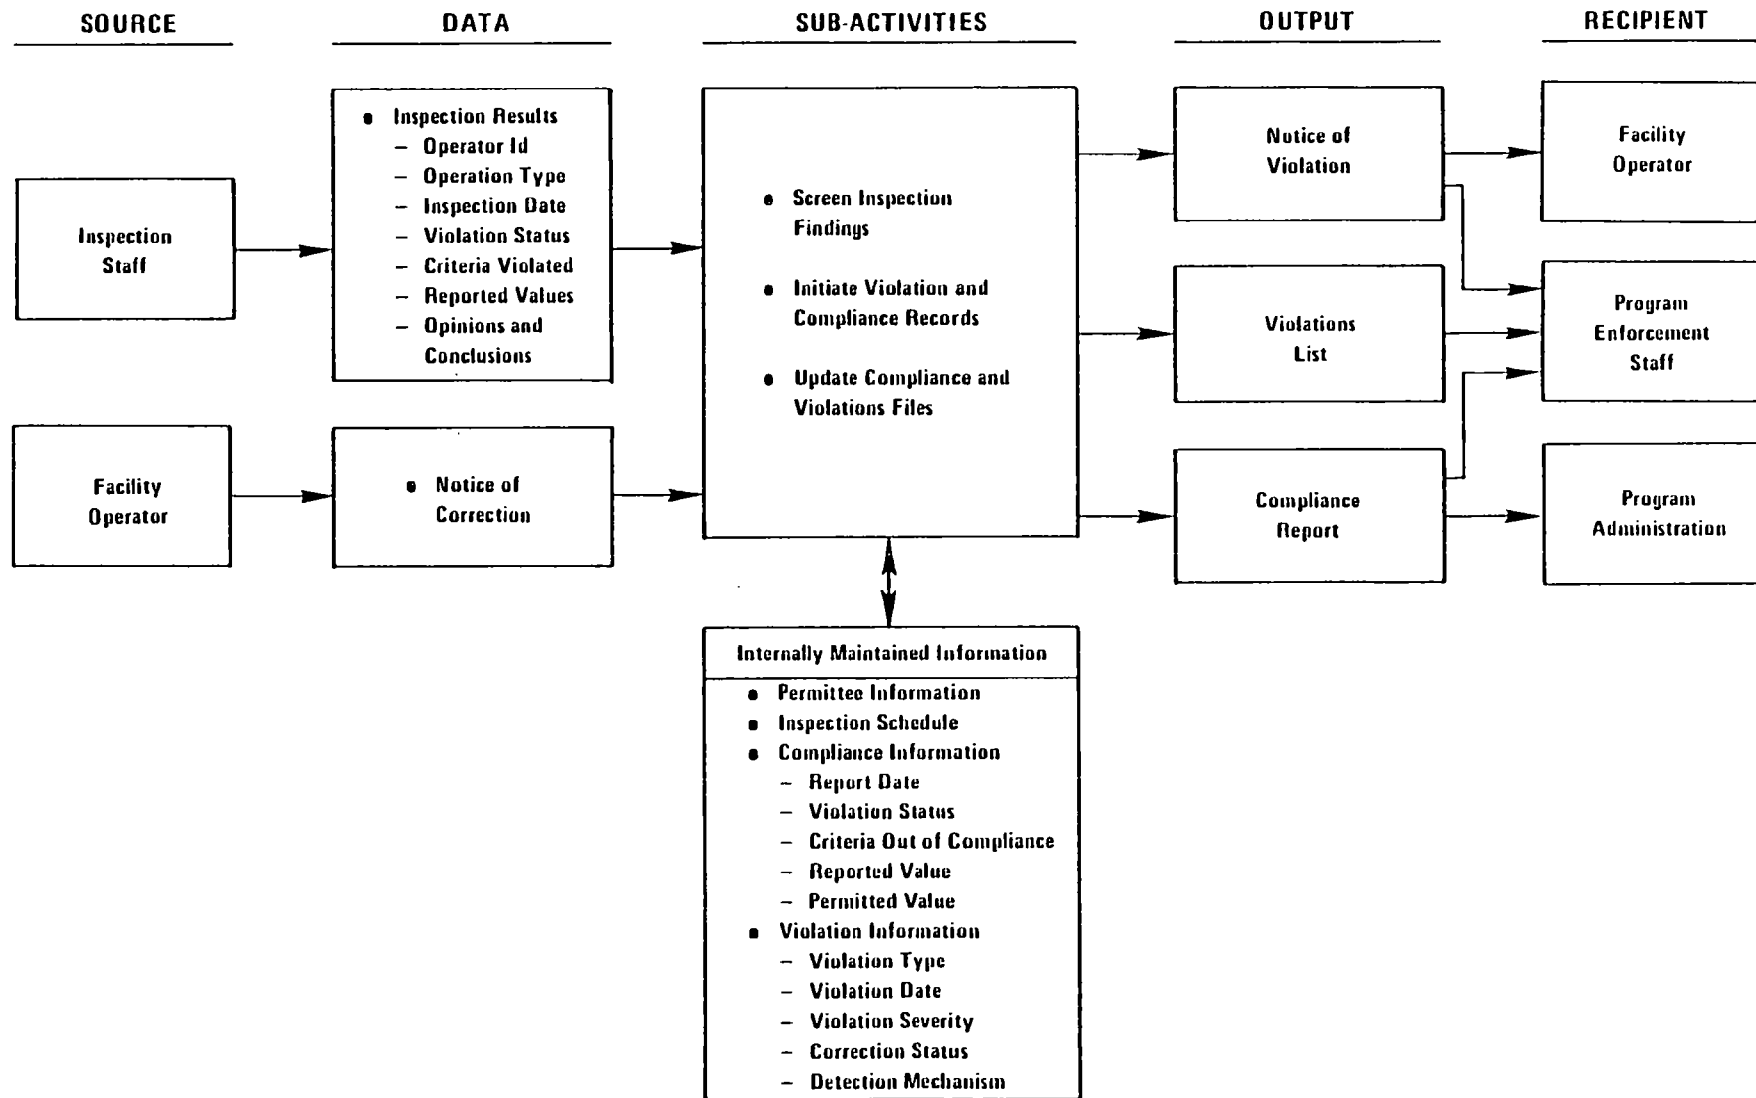 SOURCE
DATA
SUB-ACTIVITIES
OUTPUT
RECIPIENT
Inspection
Staff
Facility
Operator
• Inspection Results
– Operator Id
– Operation Type
– Inspection Date
– Violation Status
– Criteria Violated
– Reported Values
– Opinions and
Conclusions
• Notice of
Correction
• Screen Inspection
Findings
• Initiate Violation and
Compliance Records
• Update Compliance and
Violations Files
Internally Maintained Information
• Permittee Information
• Inspection Schedule
• Compliance Information
– Report Date
– Violation Status
– Criteria Out of Compliance
– Reported Value
– Permitted Value
• Violation Information
– Violation Type
– Violation Date
– Violation Severity
– Correction Status
– Detection Mechanism
Notice of
Violation
Violations
List
Compliance
Report
Facility
Operator
Program
Enforcement
Staff
Program
Administration